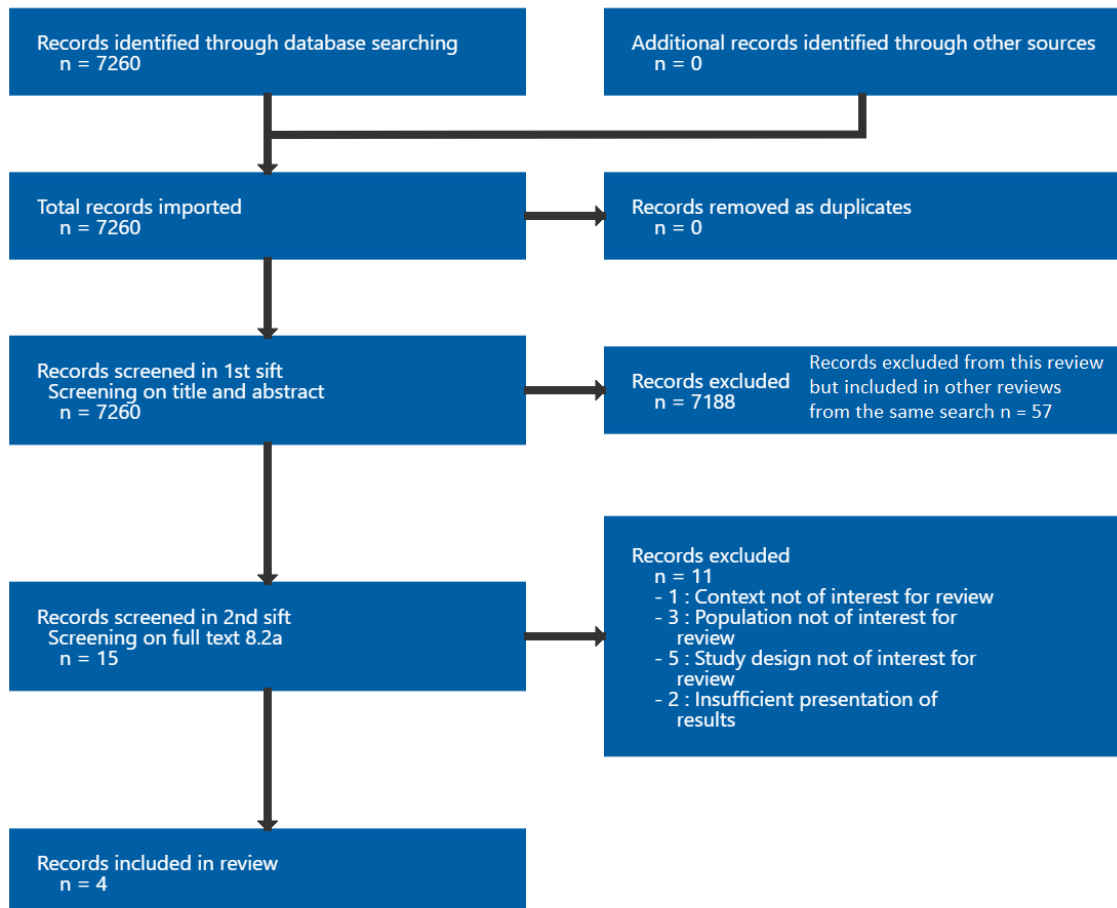 Records identified through database searching
n = 7260
Additional records identified through other sources
n = 0
Total records imported
n = 7260
Records removed as duplicates
n = 0
Records screened in 1st sift
Screening on title and abstract
n = 7260
Records excluded
n = 7188
Records excluded from this review
but included in other reviews
from the same search n = 57
Records screened in 2nd sift
Screening on full text 8.2a
n = 15
Records excluded
n = 11
- 1 : Context not of interest for review
- 3 : Population not of interest for
review
- 5 : Study design not of interest for
review
- 2 : Insufficient presentation of
results
Records included in review
n = 4